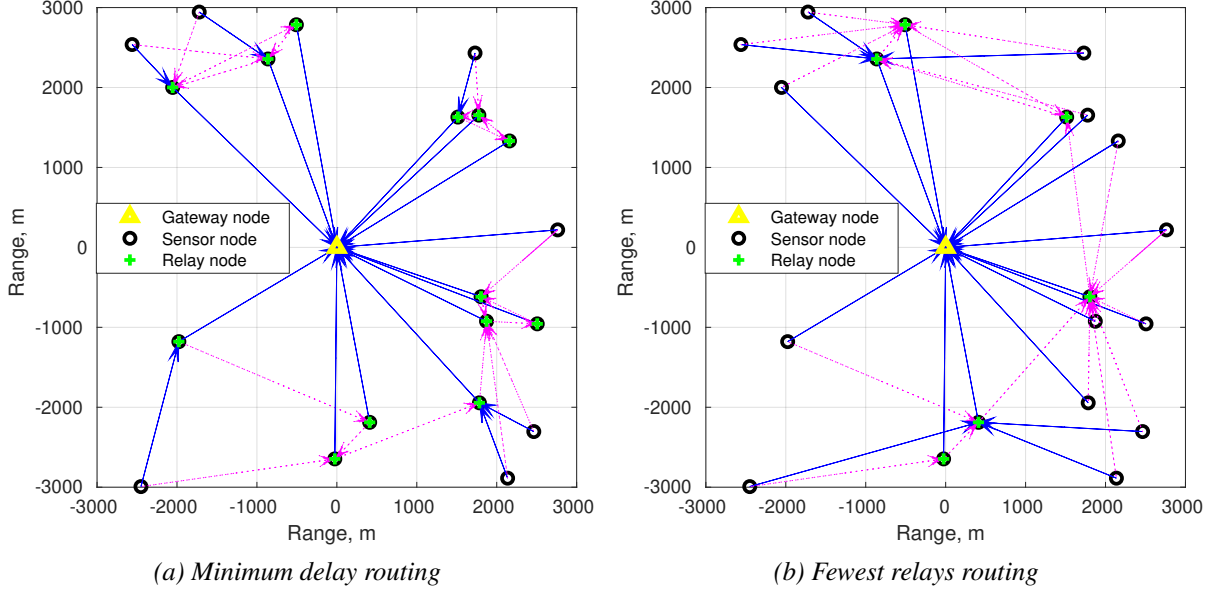 3000
2000
1000
0
-1000
-2000
-3000
Range, m
Gateway node
Sensor node
Relay node
-3000 -2000 -1000 0 1000 2000 3000
Range, m
(a) Minimum delay routing
3000
2000
1000
0
-1000
-2000
-3000
Range, m
Gateway node
Sensor node
Relay node
-3000 -2000 -1000 0 1000 2000 3000
Range, m
(b) Fewest relays routing